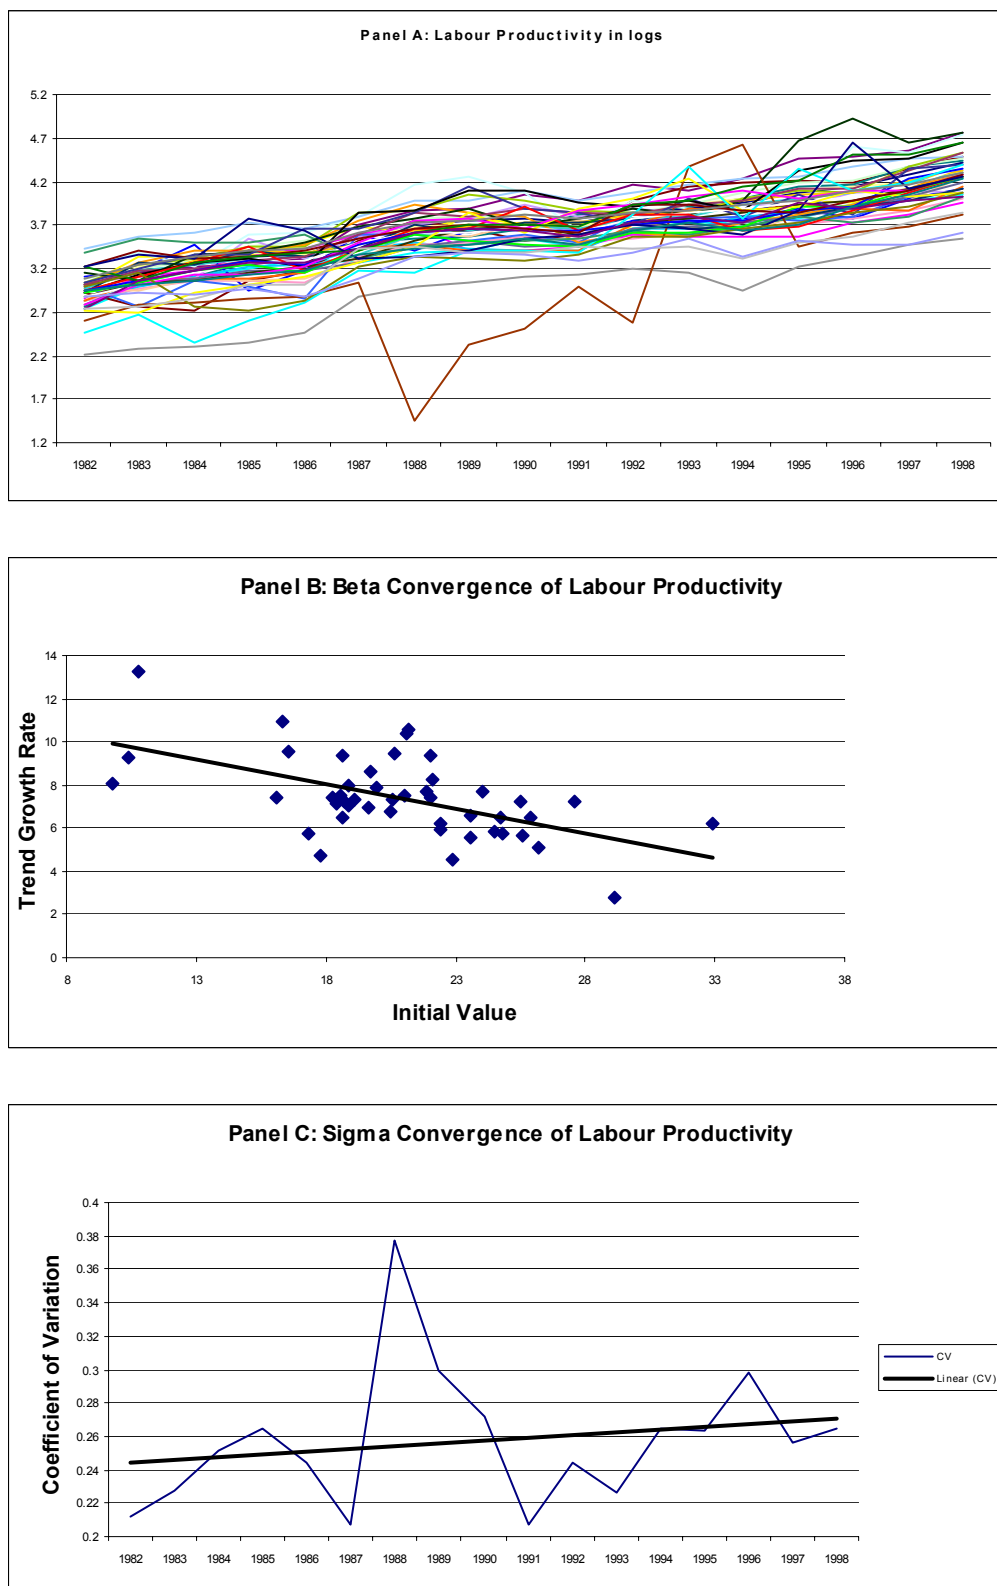 Panel A: Labour Productivity in logs
5.2
4.7
4.2
3.7
3.2
2.7
2.2
1.7
1.2
1982 1983 1984 1985 1986 1987 1988 1989 1990 1991 1992 1993 1994 1995 1996 1997 1998
Panel B: Beta Convergence of Labour Productivity
Trend Growth Rate
14
12
10
8
6
4
2
0
8 13 18 23 28 33 38
Initial Value
Panel C: Sigma Convergence of Labour Productivity
Coefficient of Variation
0.4
0.38
0.36
0.34
0.32
0.3
0.28
0.26
0.24
0.22
0.2
1982 1983 1984 1985 1986 1987 1988 1989 1990 1991 1992 1993 1994 1995 1996 1997 1998
CV
Linear (CV)